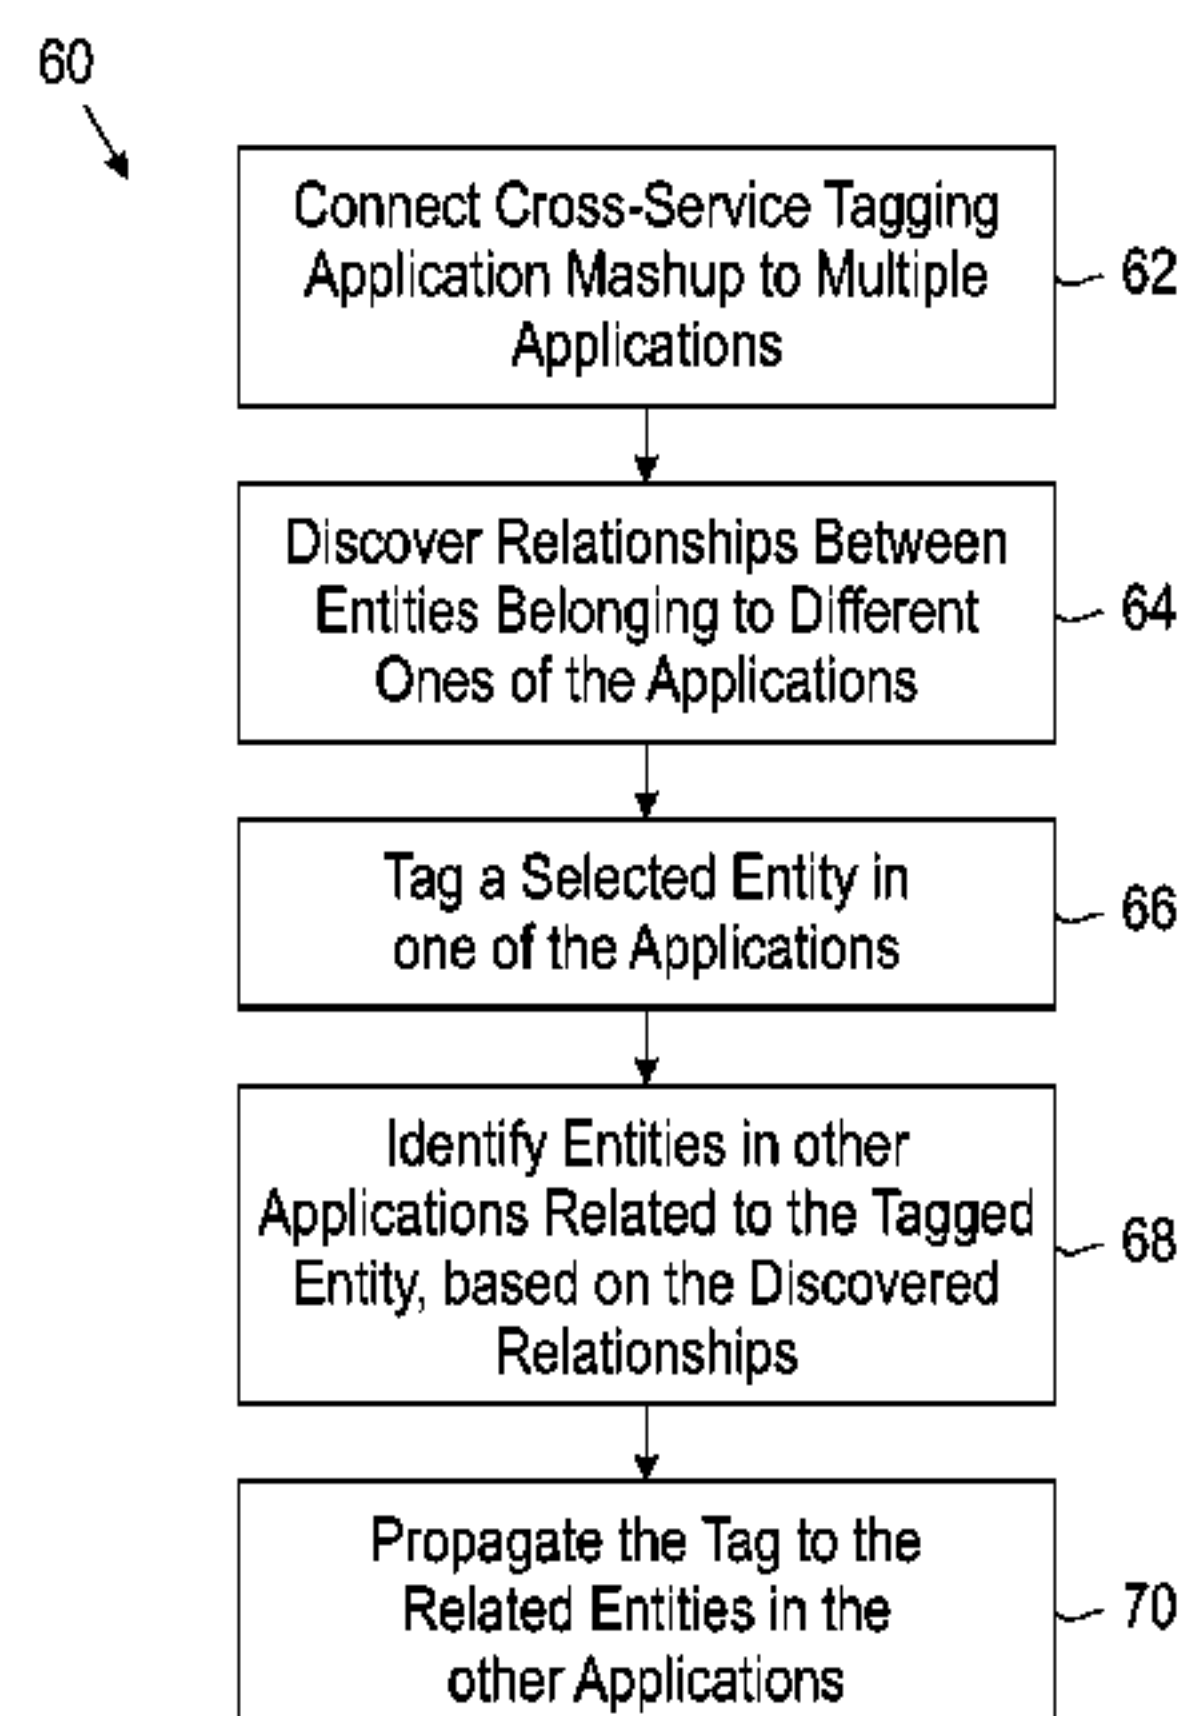 60
Connect Cross-Service Tagging
Application Mashup to Multiple
Applications
62
Discover Relationships Between
Entities Belonging to Different
Ones of the Applications
64
Tag a Selected Entity in
one of the Applications
66
Identify Entities in other
Applications Related to the Tagged
Entity, based on the Discovered
Relationships
68
Propagate the Tag to the
Related Entities in the
other Applications
70